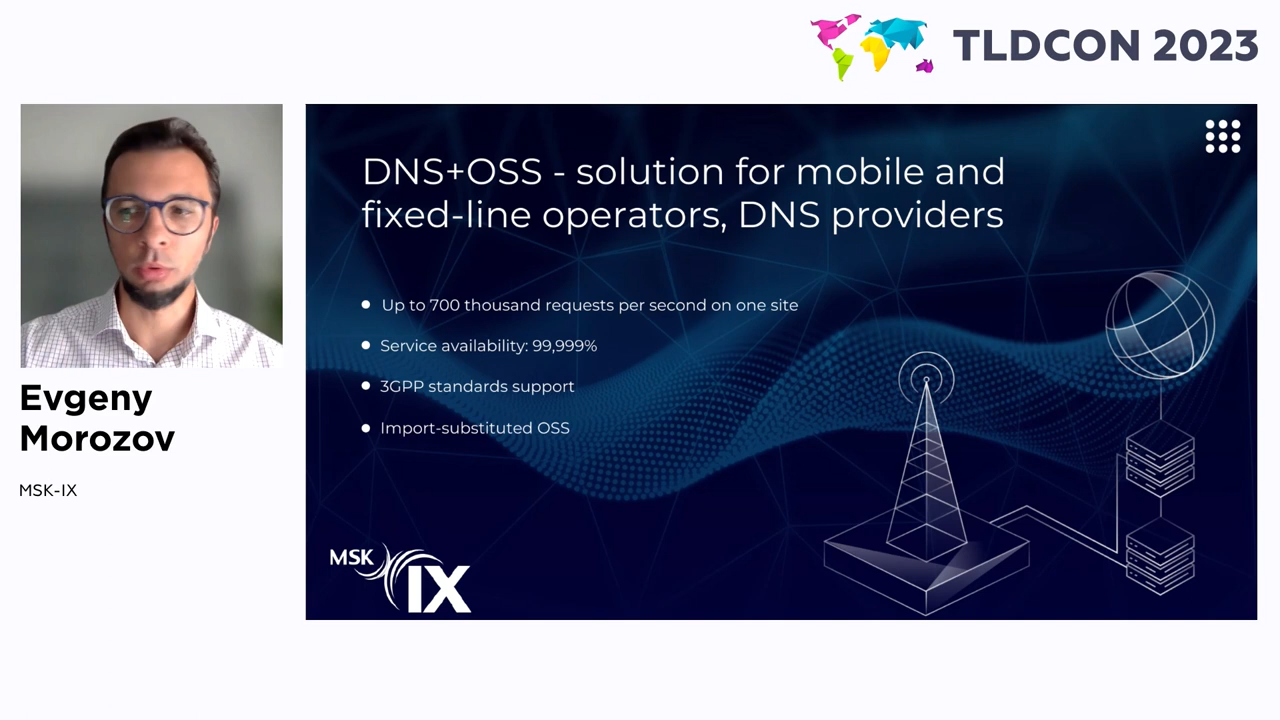 TLDCON 2023
DNS+OSS - solution for mobile and
fixed-line operators, DNS providers
Up to 700 thousand requests per second on one site
Service availability: 99,999%
3GPP standards support
Import-substituted OSS
MSK
IX
Evgeny
Morozov
MSK-IX